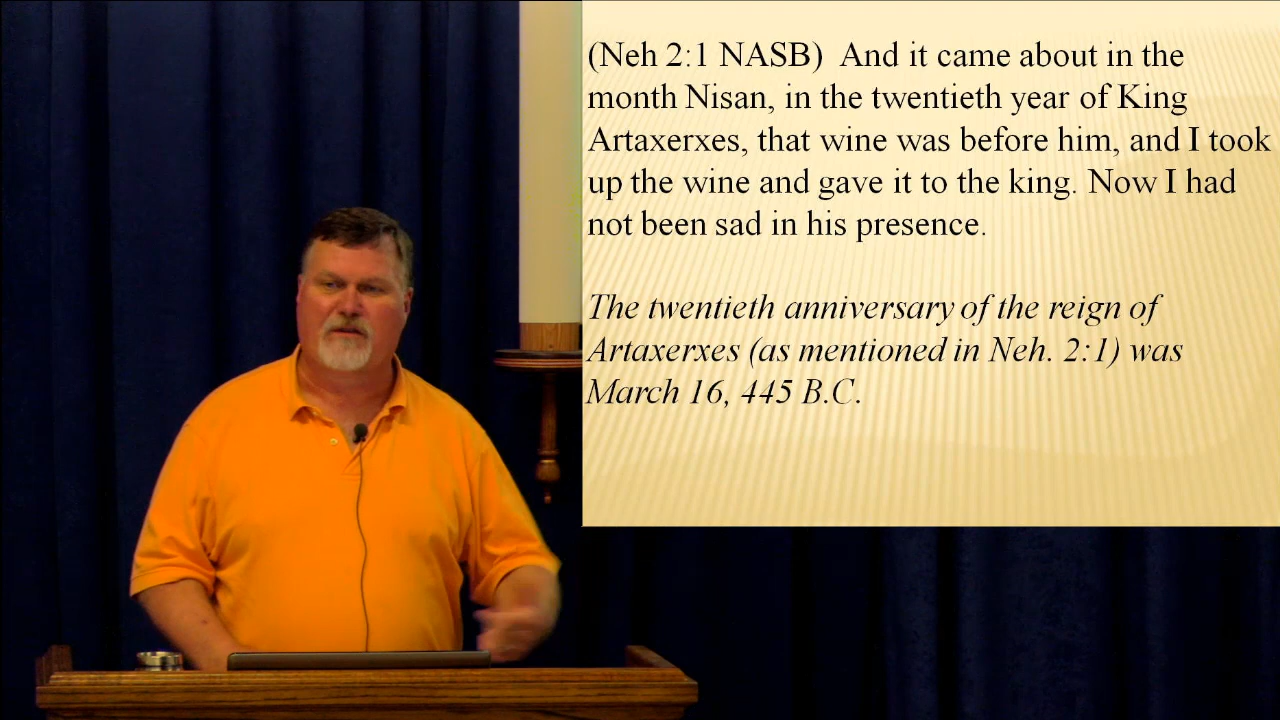 (Neh 2:1 NASB)  And it came about in the
month Nisan, in the twentieth year of King
Artaxerxes, that wine was before him, and I took
up the wine and gave it to the king. Now I had
not been sad in his presence.
The twentieth anniversary of the reign of
Artaxerxes (as mentioned in Neh. 2:1) was
March 16, 445 B.C.